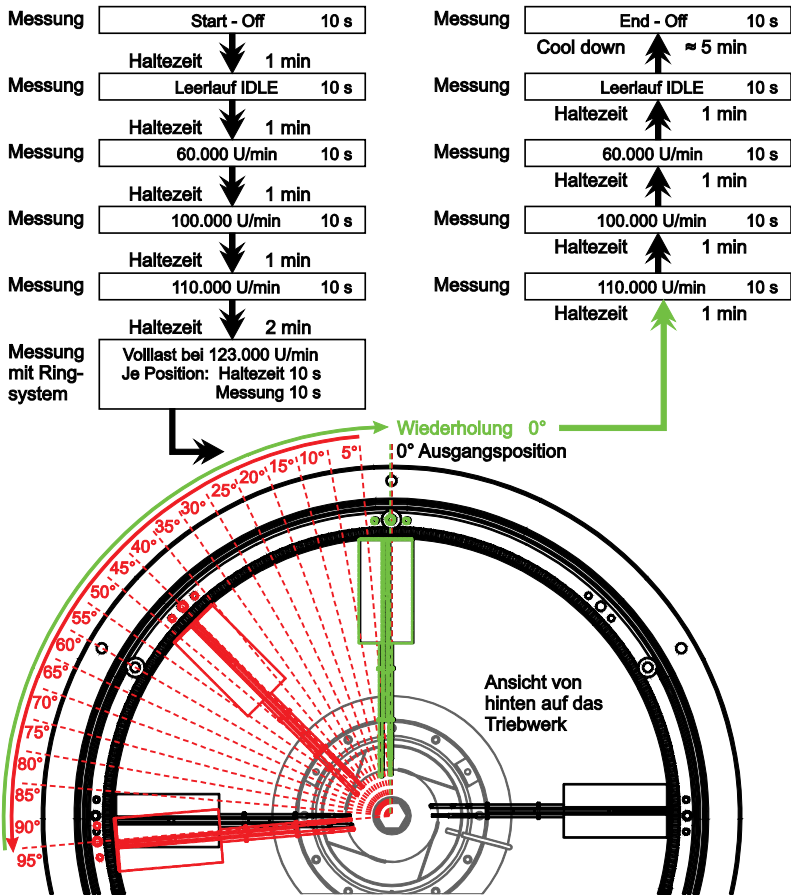 Messung Start - Off 10 s
Haltezeit 1 min
Messung Leerlauf IDLE 10 s
Haltezeit 1 min
Messung 60.000 U/min 10 s
Haltezeit 1 min
Messung 100.000 U/min 10 s
Haltezeit 1 min
Messung 110.000 U/min 10 s
Haltezeit 2 min
Messung
mit Ring-
system
Volllast bei 123.000 U/min
Je Position: Haltezeit 10 s
Messung 10 s
Messung End - Off 10 s
Cool down ≈ 5 min
Messung Leerlauf IDLE 10 s
Haltezeit 1 min
Messung 60.000 U/min 10 s
Haltezeit 1 min
Messung 100.000 U/min 10 s
Haltezeit 1 min
Messung 110.000 U/min 10 s
Haltezeit 1 min
Wiederholung 0°
0° Ausgangsposition
5°
10°
15°
20°
25°
30°
35°
40°
45°
50°
55°
60°
65°
70°
75°
80°
85°
90°
95°
Ansicht von
hinten auf das
Triebwerk